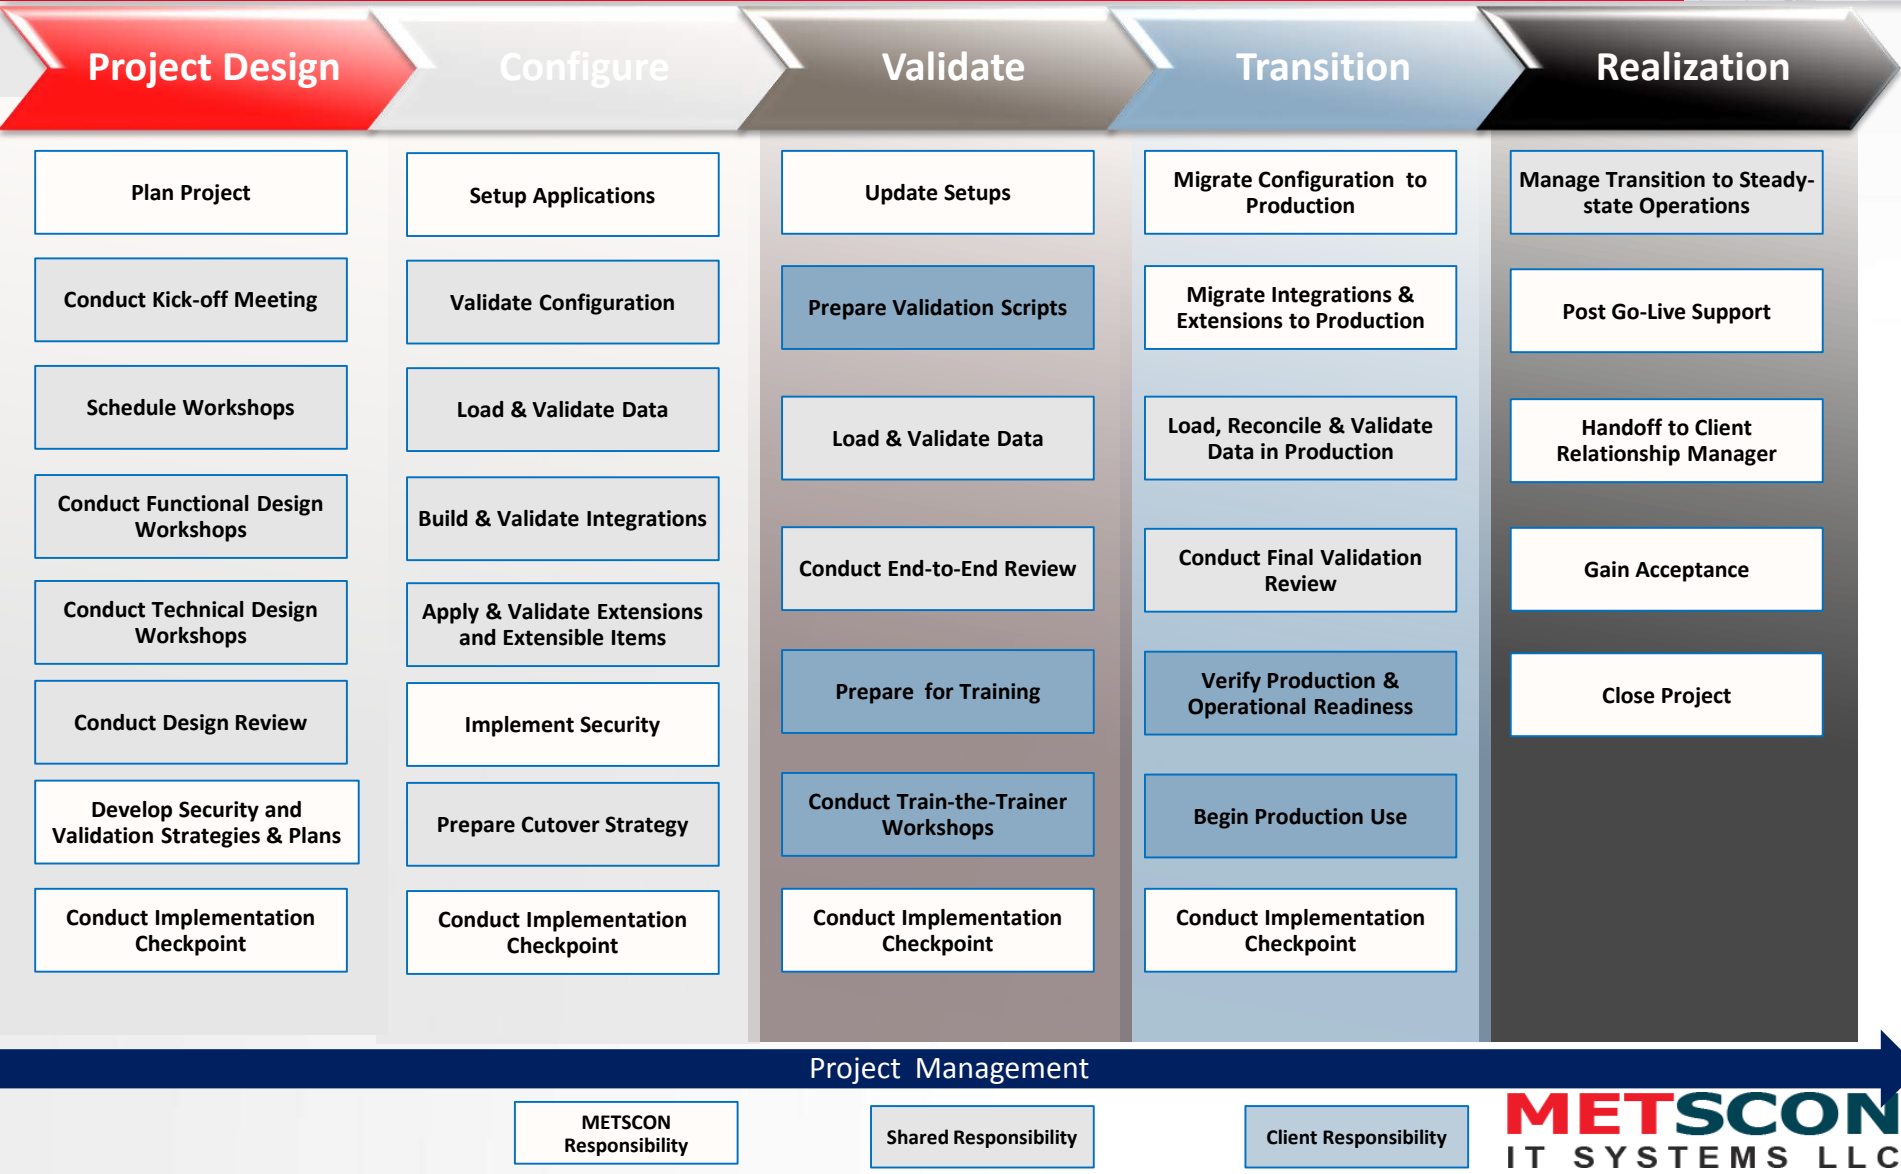 Project Design
Configure
Validate
Transition
Realization
Plan Project
Conduct Kick-off Meeting
Schedule Workshops
Conduct Functional Design
Workshops
Conduct Technical Design
Workshops
Conduct Design Review
Develop Security and
Validation Strategies & Plans
Conduct Implementation
Checkpoint
Setup Applications
Validate Configuration
Load & Validate Data
Build & Validate Integrations
Apply & Validate Extensions
and Extensible Items
Implement Security
Prepare Cutover Strategy
Conduct Implementation
Checkpoint
Update Setups
Prepare Validation Scripts
Load & Validate Data
Conduct End-to-End Review
Prepare for Training
Conduct Train-the-Trainer
Workshops
Conduct Implementation
Checkpoint
Migrate Configuration to
Production
Migrate Integrations &
Extensions to Production
Load, Reconcile & Validate
Data in Production
Conduct Final Validation
Review
Verify Production &
Operational Readiness
Begin Production Use
Conduct Implementation
Checkpoint
Manage Transition to Steady-
state Operations
Post Go-Live Support
Handoff to Client
Relationship Manager
Gain Acceptance
Close Project
Project Management
METSCON
Responsibility
Shared Responsibility
Client Responsibility
METSCON
IT SYSTEMS LLC